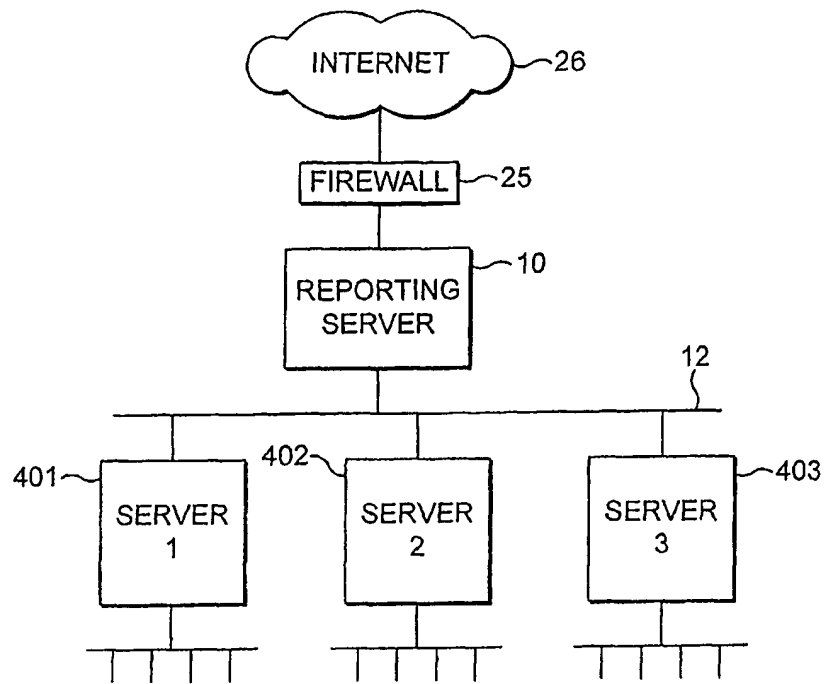 INTERNET
26
FIREWALL
25
REPORTING
SERVER
10
12
401
SERVER
1
402
SERVER
2
403
SERVER
3